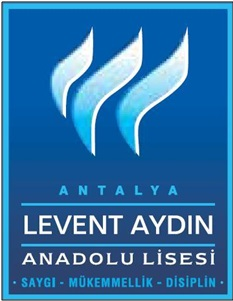 ANTALYA
LEVENT AYDIN
ANADOLU LİSESİ
· SAYGI - MÜKEMMELLİK - DİSİPLİN ·